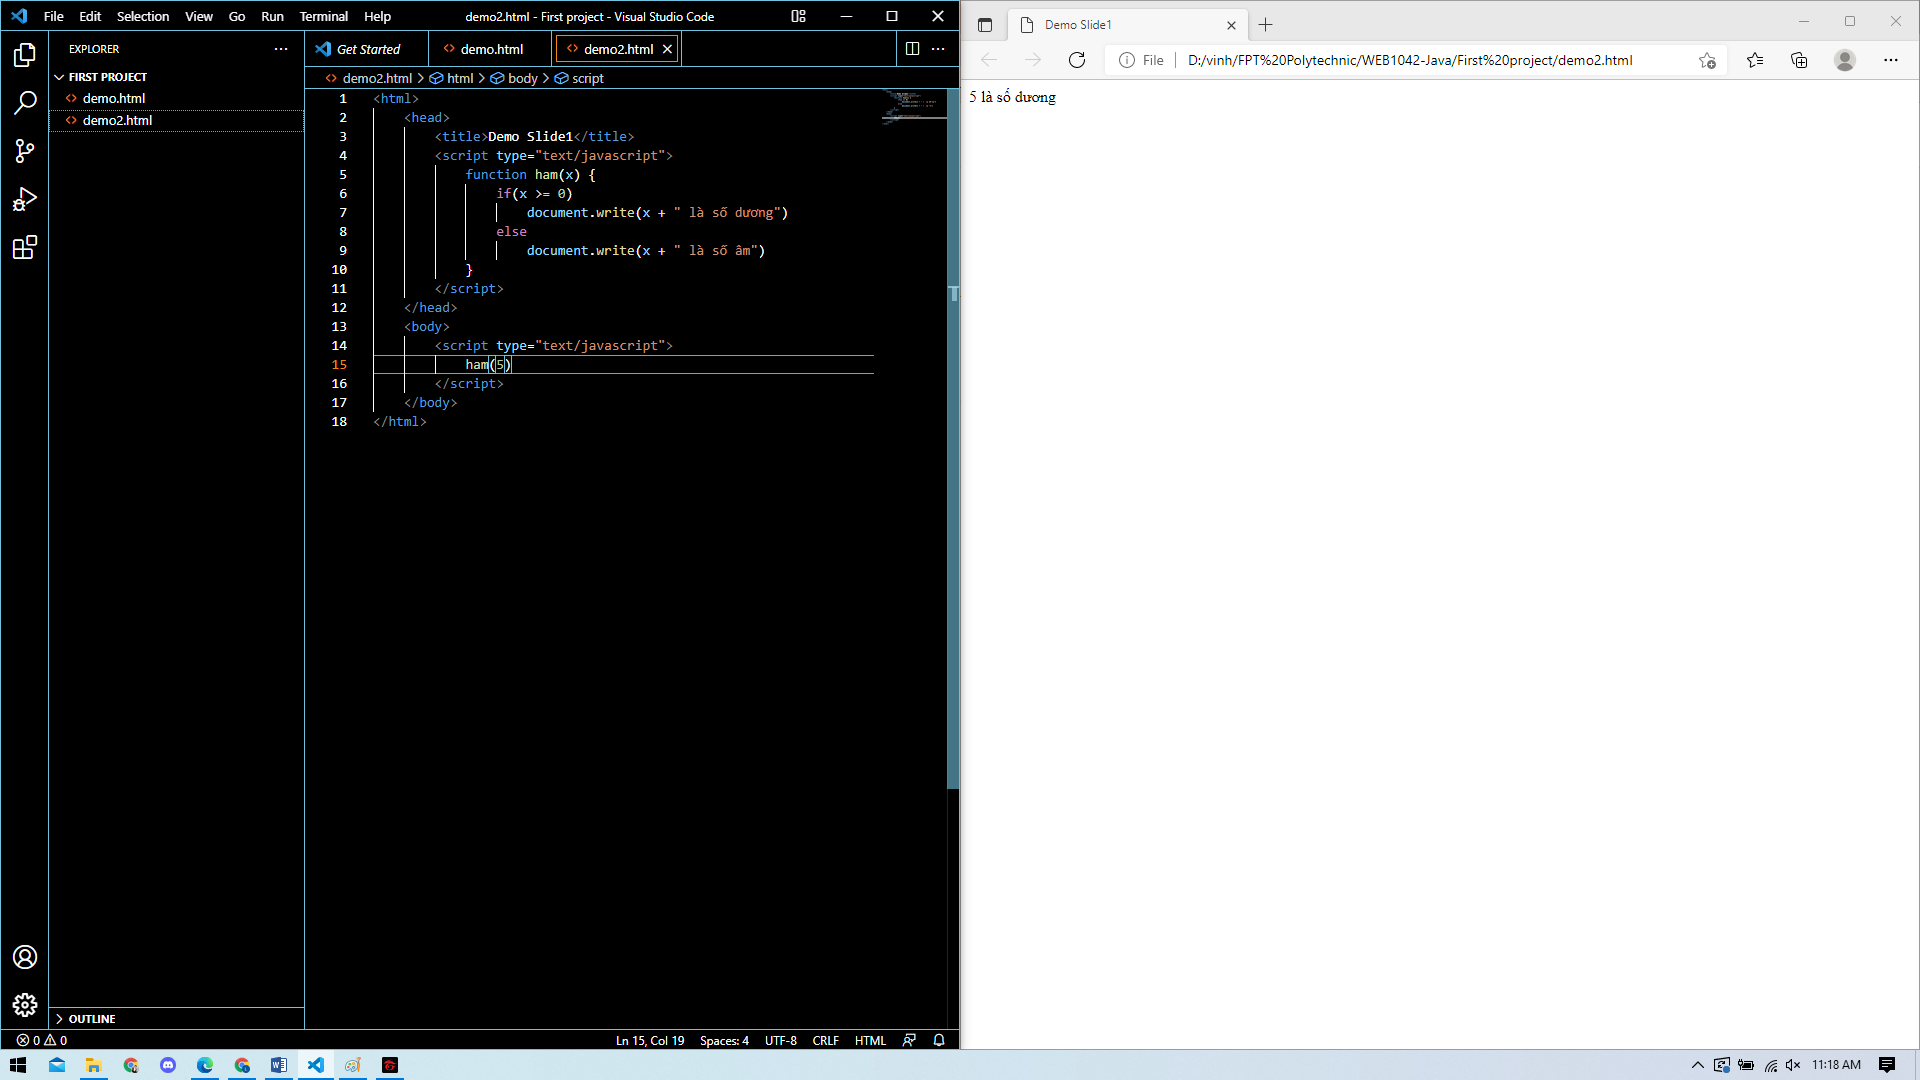 File Edit Selection View Go Run Terminal Help demo2.html - First project - Visual Studio Code
EXPLORER
FIRST PROJECT
demo.html
demo2.html
OUTLINE
Get Started demo.html demo2.html
demo2.html > html > body > script
1 <html>
2 <head>
3 <title>Demo Slide1</title>
4 <script type="text/javascript">
5 function ham(x) {
6 if(x >= 0)
7 document.write(x + " là số dương")
8 else
9 document.write(x + " là số âm")
10 }
11 </script>
12 </head>
13 <body>
14 <script type="text/javascript">
15 ham(5)
16 </script>
17 </body>
18 </html>
0 0 Ln 15, Col 19 Spaces: 4 UTF-8 CRLF HTML
Demo Slide1
File D:/vinh/FPT%20Polytechnic/WEB1042-Java/First%20project/demo2.html
5 là số dương
11:18 AM